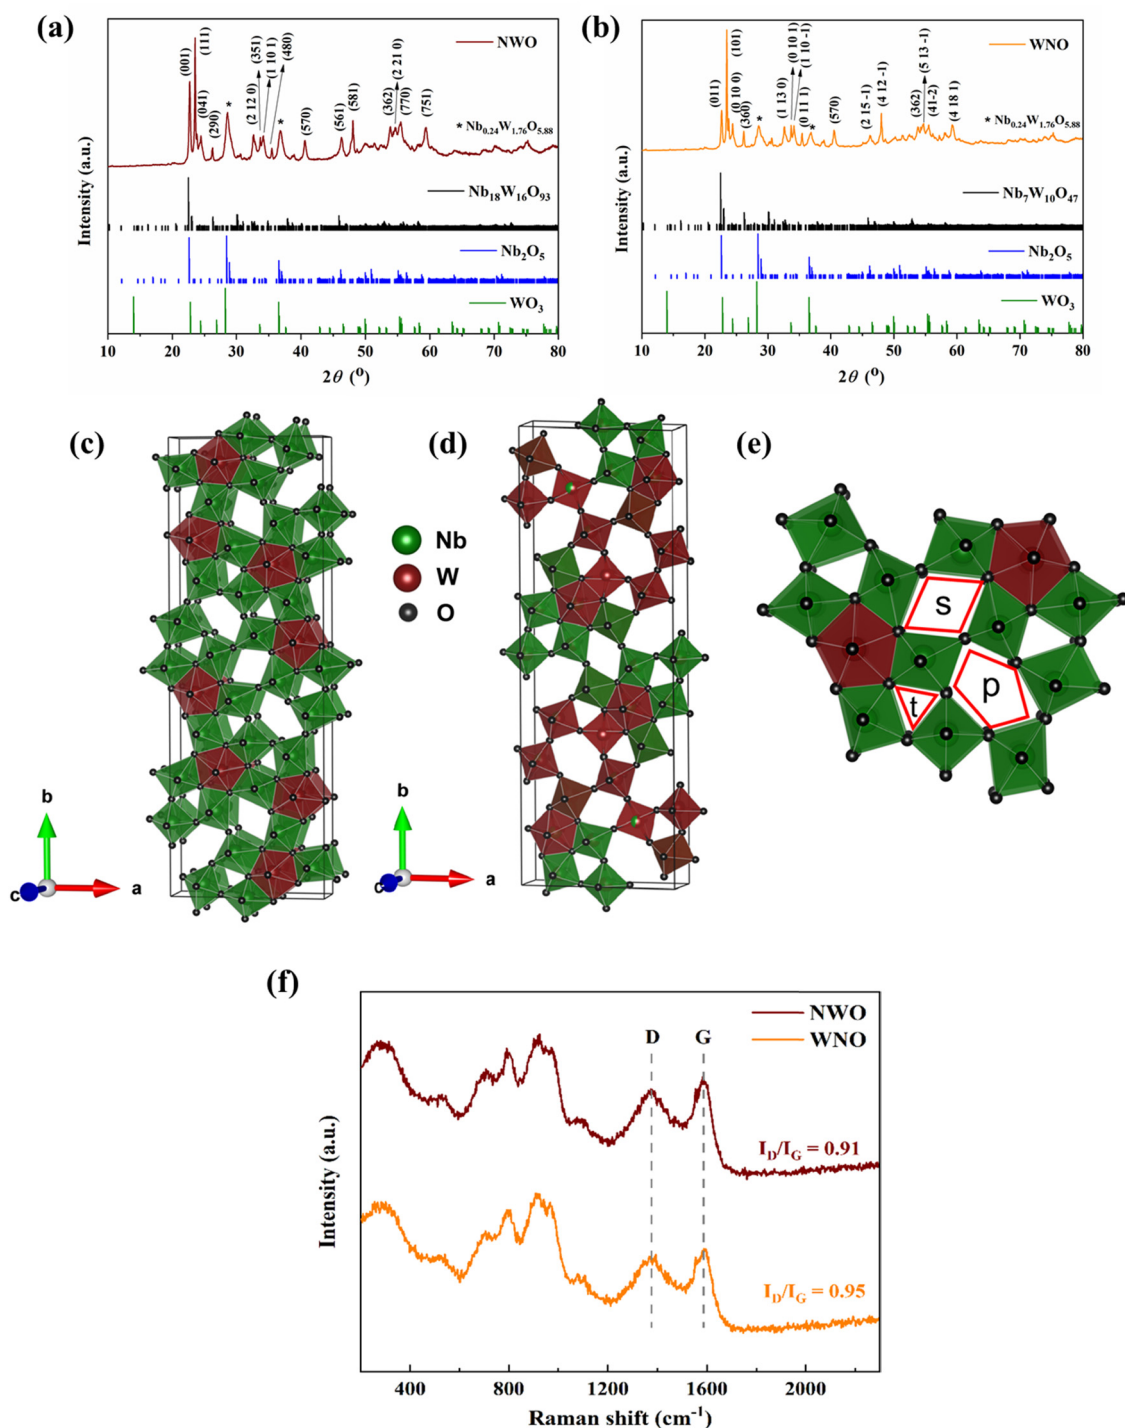 (a)
NWO
(001)
(111)
(041)
(290)
*
(2 12 0)
(351)
(1 10 1)
(480)
*
(570)
(561)
(581)
(362)
(2 21 0)
(770)
(751)
* Nb0.24W1.76O5.88
Nb18W16O93
Nb2O5
WO3
Intensity (a.u.)
10 20 30 40 50 60 70 80
2θ (°)
(b)
WNO
(011)
(101)
(0 10 0)
(360)
*
(1 13 0)
(0 10 1)
(1 10 -1)
(0 11 1)
*
(570)
(2 15 -1)
(4 12 -1)
(362)
(5 13 -1)
(41-2)
(4 18 1)
* Nb0.24W1.76O5.88
Nb7W10O47
Nb2O5
WO3
Intensity (a.u.)
10 20 30 40 50 60 70 80
2θ (°)
(c)
b
a
c
Nb
W
O
(d)
b
a
c
(e)
s
p
t
(f)
NWO
WNO
D
G
ID/IG = 0.91
ID/IG = 0.95
Intensity (a.u.)
400 800 1200 1600 2000
Raman shift (cm-1)